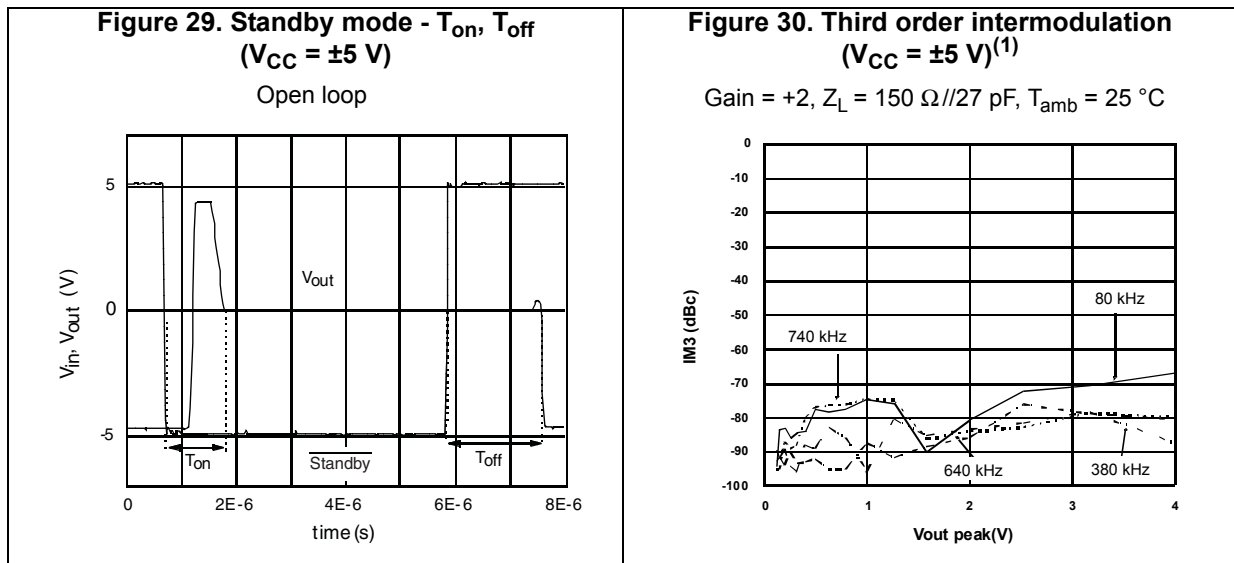 Figure 29. Standby mode - Ton, Toff
(VCC = ±5 V)
Open loop
Vin, Vout (V)
5
0
-5
Vout
Ton
Standby
Toff
0
2E-6
4E-6
6E-6
8E-6
time (s)
Figure 30. Third order intermodulation
(VCC = ±5 V)(1)
Gain = +2, ZL = 150 Ω//27 pF, Tamb = 25 °C
IM3 (dBc)
0
-10
-20
-30
-40
-50
-60
-70
-80
-90
-100
80 kHz
740 kHz
640 kHz
380 kHz
0
1
2
3
4
Vout peak(V)